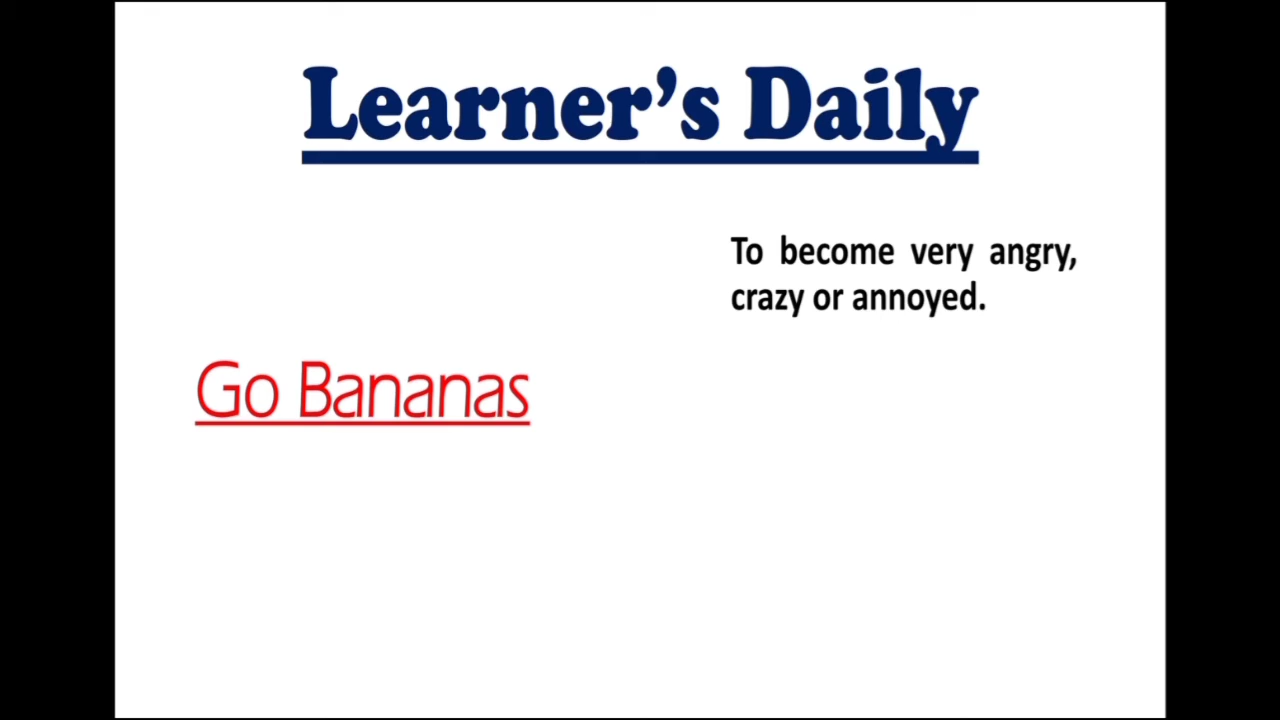 Learner’s Daily
To become very angry,
crazy or annoyed.
Go Bananas